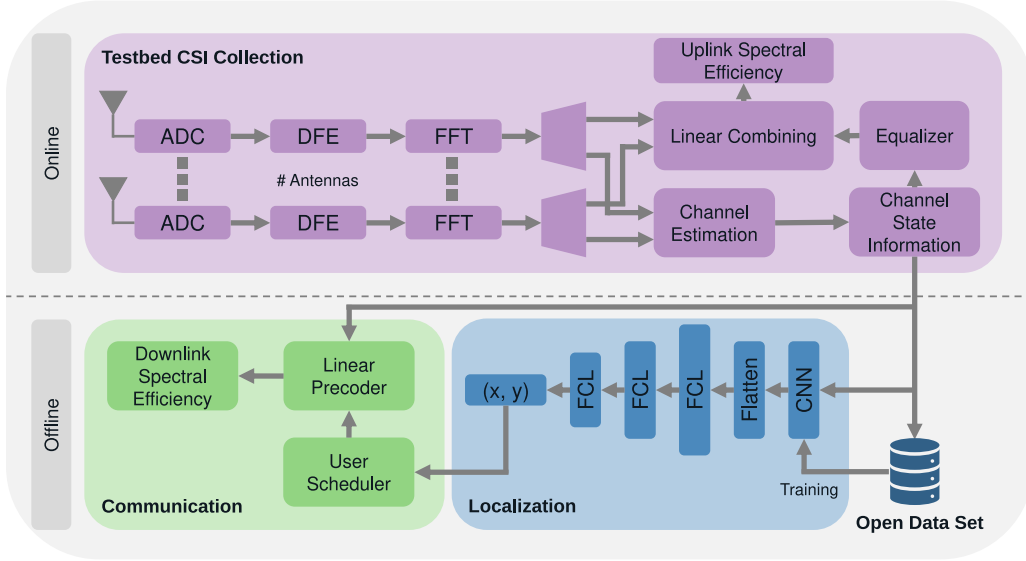 Online
Testbed CSI Collection
Uplink Spectral
Efficiency
ADC
DFE
FFT
Linear Combining
Equalizer
# Antennas
ADC
DFE
FFT
Channel
Estimation
Channel
State
Information
Offline
Downlink
Spectral
Efficiency
Linear
Precoder
User
Scheduler
Communication
(x, y)
FCL
FCL
FCL
Flatten
CNN
Localization
Training
Open Data Set